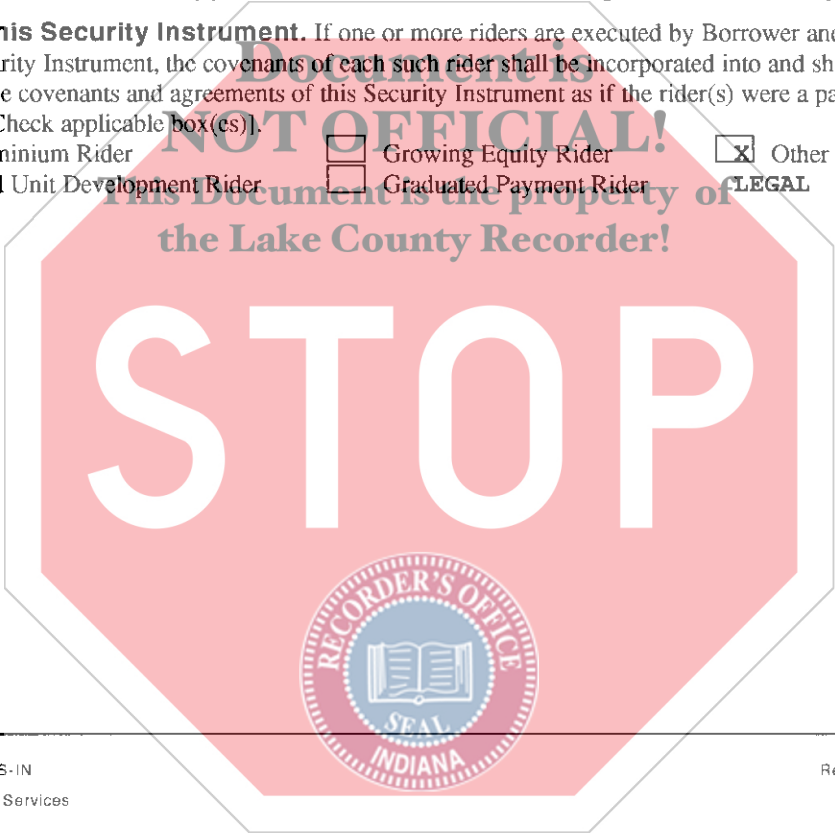 his Security Instrument. If one or more riders are executed by Borrower and
rity Instrument, the covenants of each such rider shall be incorporated into and sh
e covenants and agreements of this Security Instrument as if the rider(s) were a pa
Check applicable box(es)].
minium Rider Growing Equity Rider X Other
Unit Development Rider Graduated Payment Rider LEGAL
Document is
NOT OFFICIAL!
This Document is the property of
the Lake County Recorder!
STOP
RECORDER'S OFFICE
SEAL
INDIANA
S-IN Re
Services